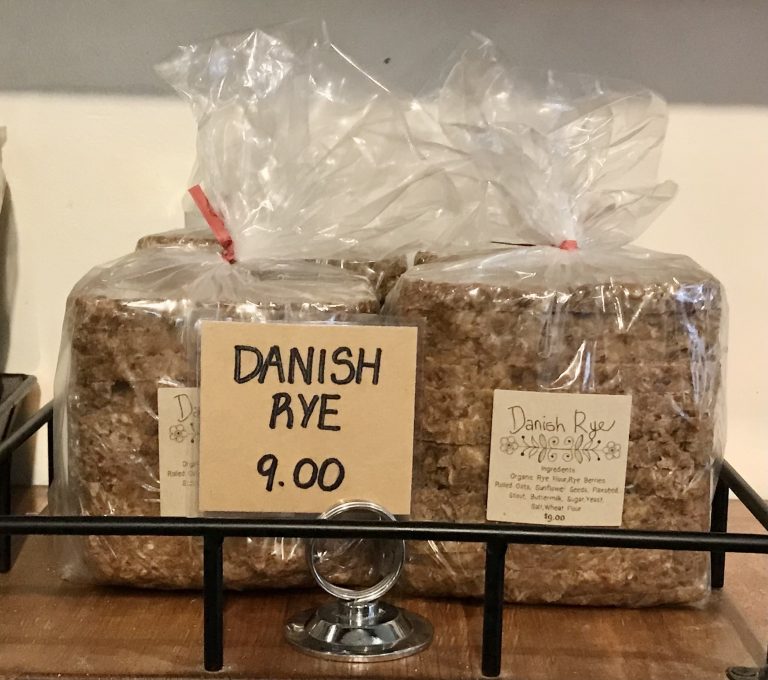 DANISH
RYE
9.00
Danish Rye
Ingredients
Organic Rye Flour, Rye Berries
Rolled Oats, Sunflower Seeds, Flaxseed,
Stout, Buttermilk, Sugar, Yeast,
Salt, Wheat Flour
$9.00